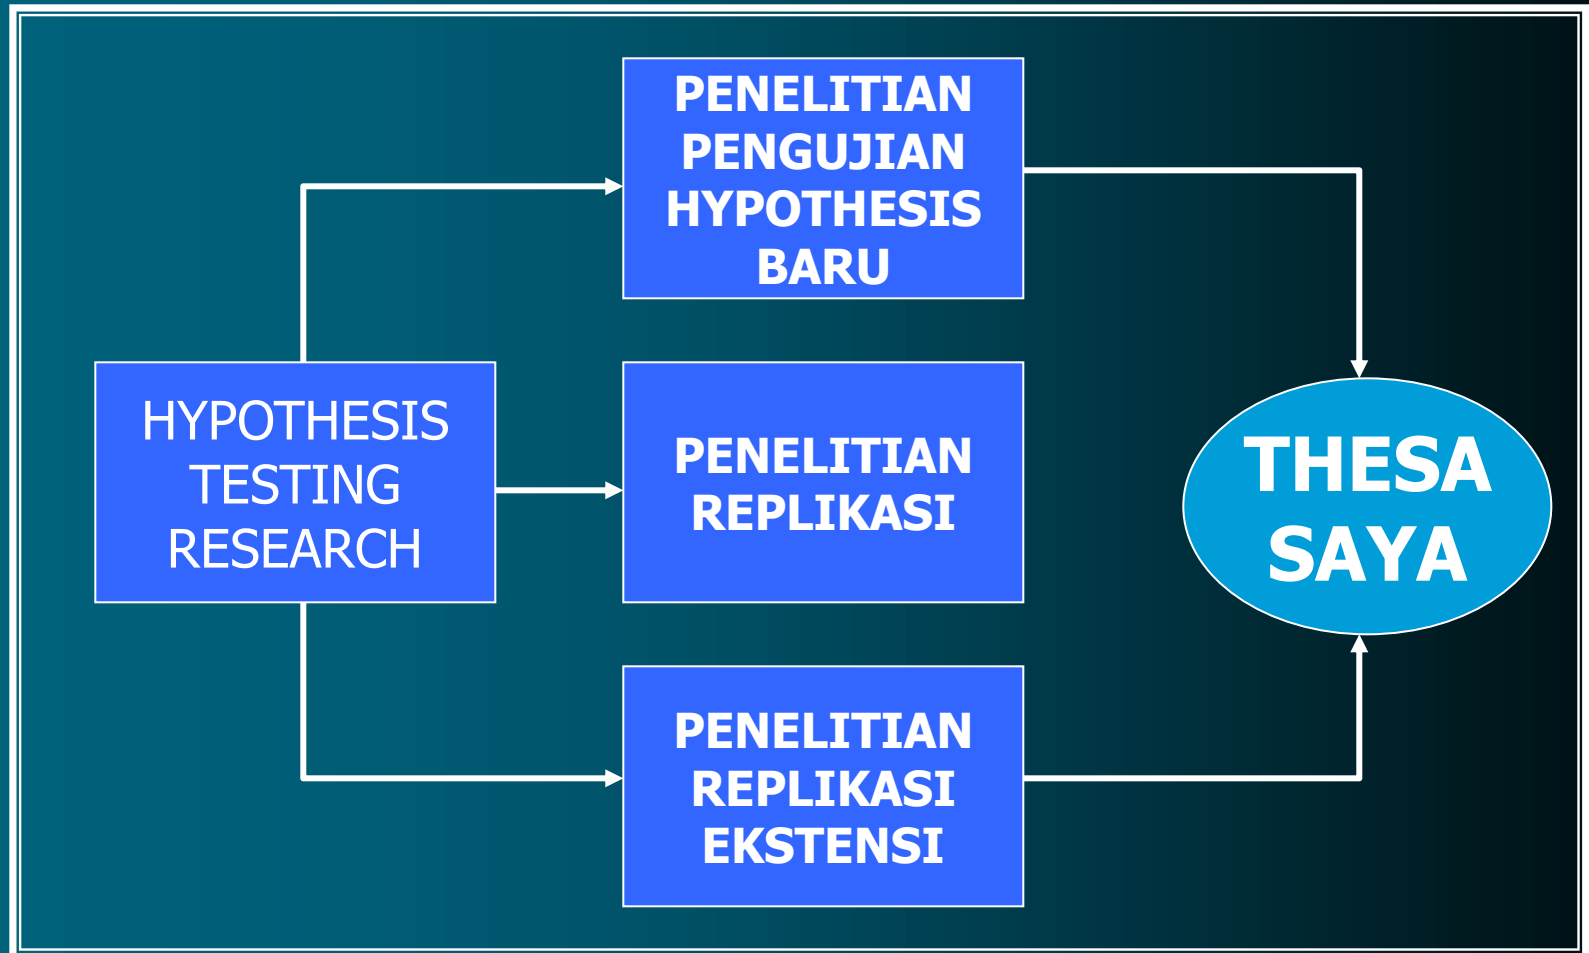 PENELITIAN
PENGUJIAN
HYPOTHESIS
BARU
HYPOTHESIS
TESTING
RESEARCH
PENELITIAN
REPLIKASI
THESA
SAYA
PENELITIAN
REPLIKASI
EKSTENSI